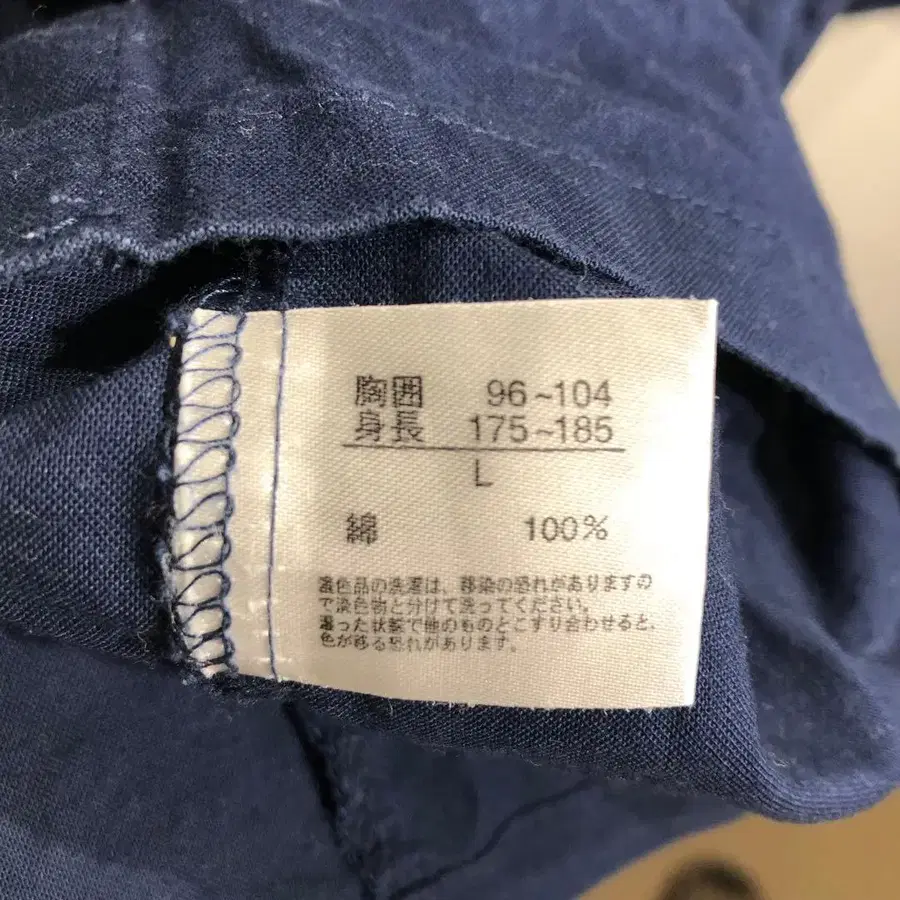 胸囲 96~104
身長 175~185
L
綿 100%
濃色品の洗濯は、移染の恐れがありますの
で淡色物と分けて洗ってください。
湿った状態で他のものとこすり合わせると、
色が移る恐れがあります。